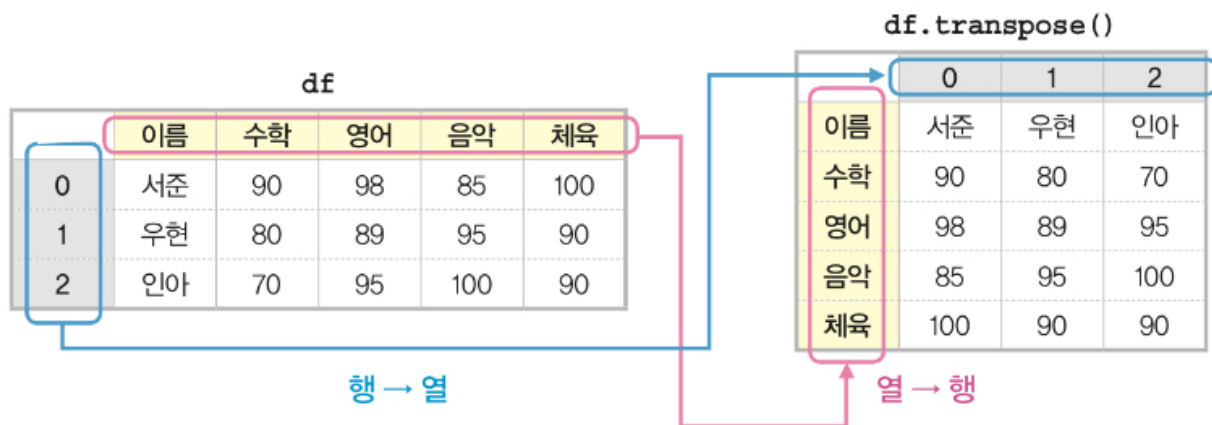 df
이름 수학 영어 음악 체육
0 서준 90 98 85 100
1 우현 80 89 95 90
2 인아 70 95 100 90
행 → 열
df.transpose()
0 1 2
이름 서준 우현 인아
수학 90 80 70
영어 98 89 95
음악 85 95 100
체육 100 90 90
열 → 행